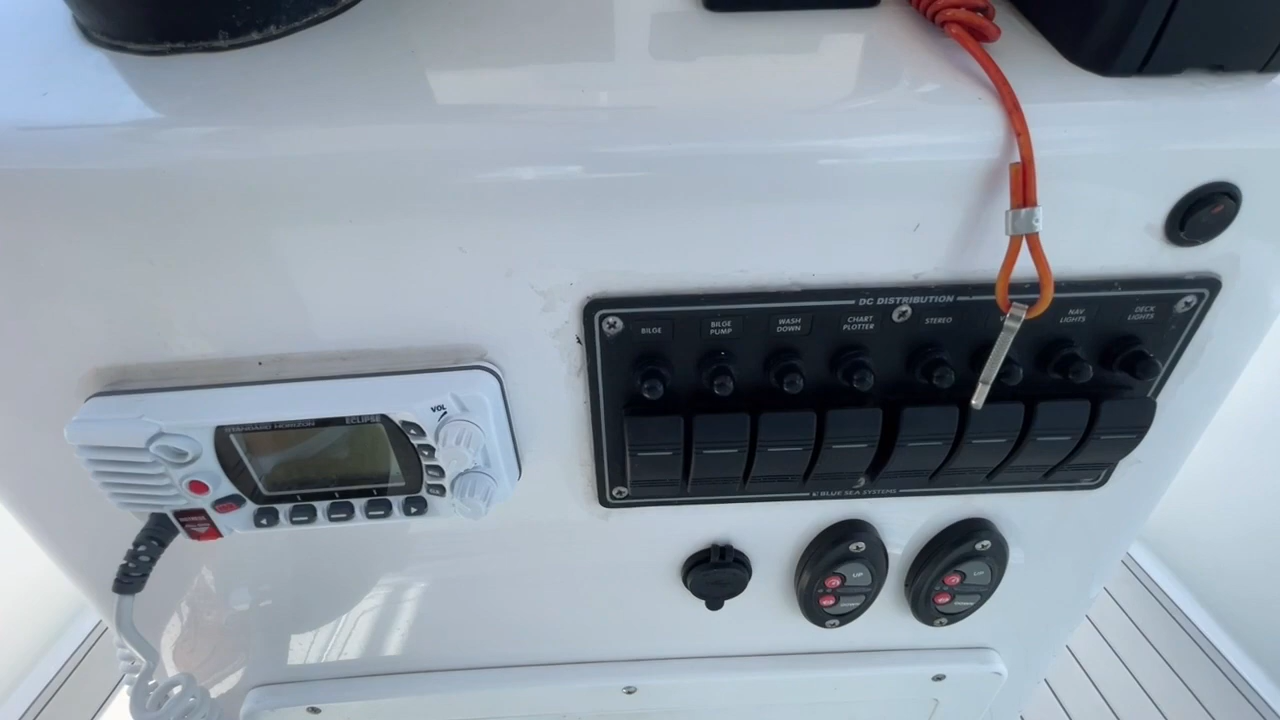 DC DISTRIBUTION
BILGE
BILGE
PUMP
WASH
DOWN
CHART
PLOTTER
STEREO
NAV
LIGHTS
DECK
LIGHTS
VOL
STANDARD HORIZON
ECLIPSE
BLUE SEA SYSTEMS
UP
DOWN
UP
DOWN